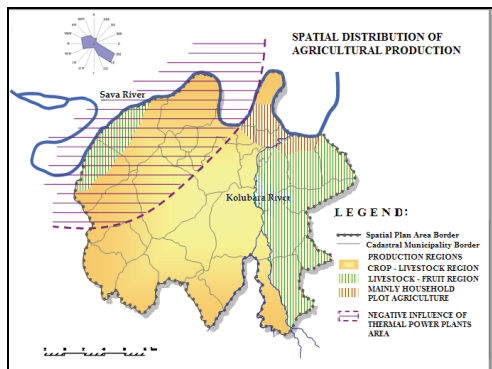 SPATIAL DISTRIBUTION OF
AGRICULTURAL PRODUCTION
Sava River
Kolubara River
LEGEND:
Spatial Plan Area Border
Cadastral Municipality Border
PRODUCTION REGIONS
CROP - LIVESTOCK REGION
LIVESTOCK - FRUIT REGION
MAINLY HOUSEHOLD
PLOT AGRICULTURE
NEGATIVE INFLUENCE OF
THERMAL POWER PLANTS
AREA